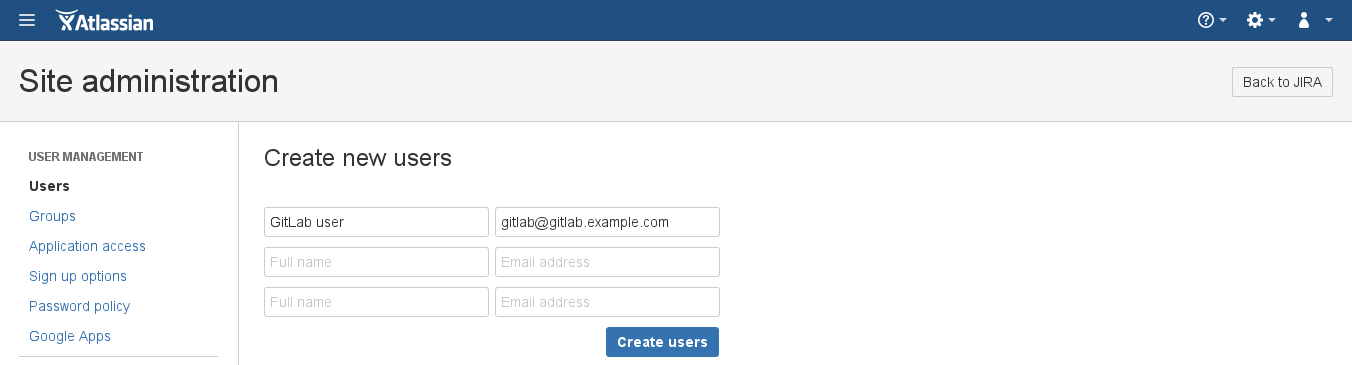 Atlassian
Site administration
Back to JIRA
USER MANAGEMENT
Users
Groups
Application access
Sign up options
Password policy
Google Apps
Create new users
GitLab user gitlab@gitlab.example.com
Full name Email address
Full name Email address
Create users